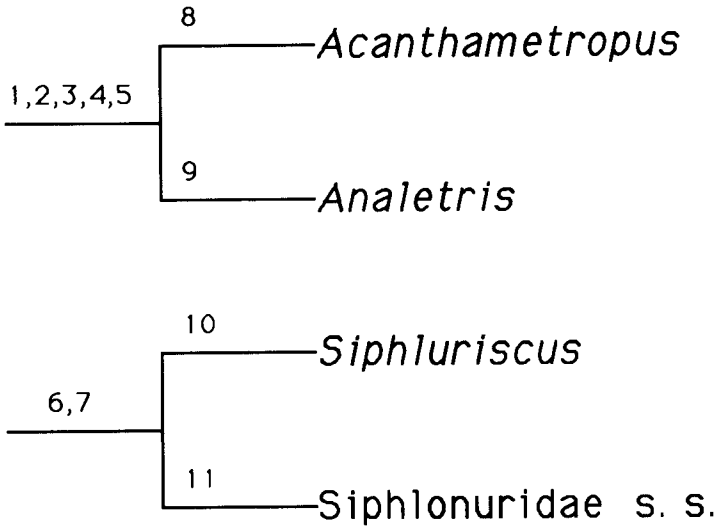 8
Acanthametropus
1,2,3,4,5
9
Analetris
10
Siphluriscus
6,7
11
Siphlonuridae s. s.